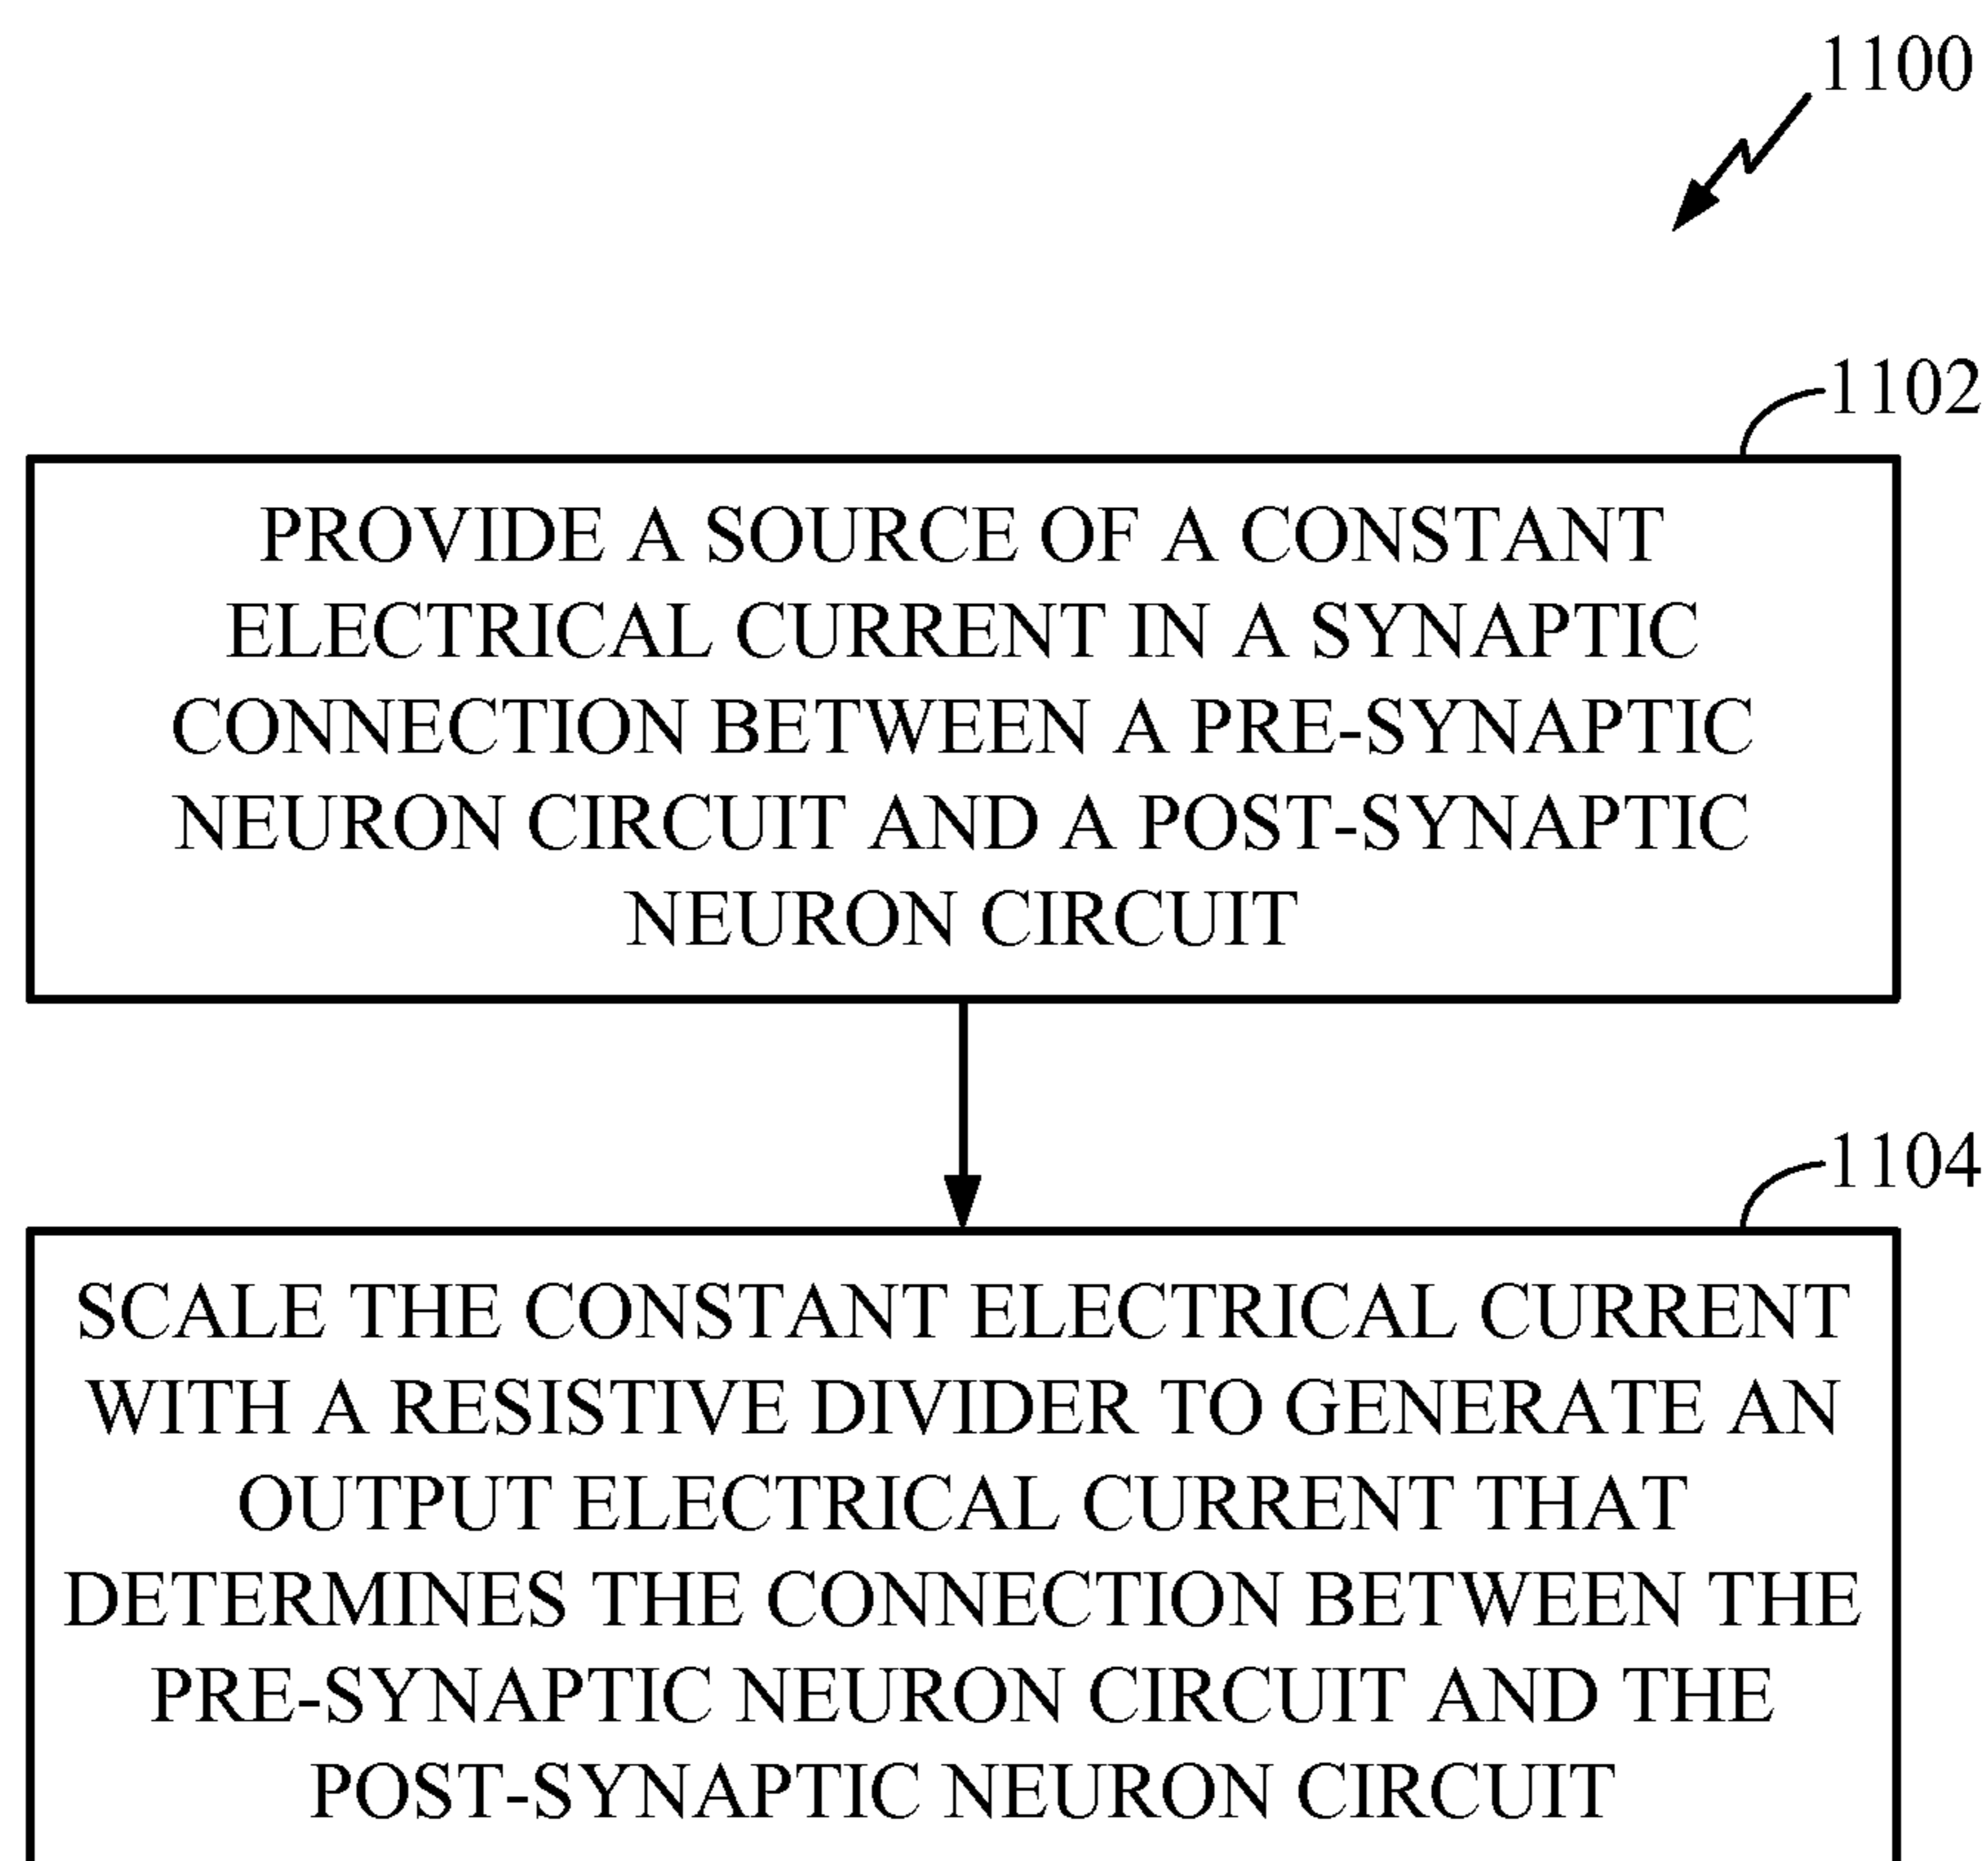 1100
1102
PROVIDE A SOURCE OF A CONSTANT
ELECTRICAL CURRENT IN A SYNAPTIC
CONNECTION BETWEEN A PRE-SYNAPTIC
NEURON CIRCUIT AND A POST-SYNAPTIC
NEURON CIRCUIT
1104
SCALE THE CONSTANT ELECTRICAL CURRENT
WITH A RESISTIVE DIVIDER TO GENERATE AN
OUTPUT ELECTRICAL CURRENT THAT
DETERMINES THE CONNECTION BETWEEN THE
PRE-SYNAPTIC NEURON CIRCUIT AND THE
POST-SYNAPTIC NEURON CIRCUIT